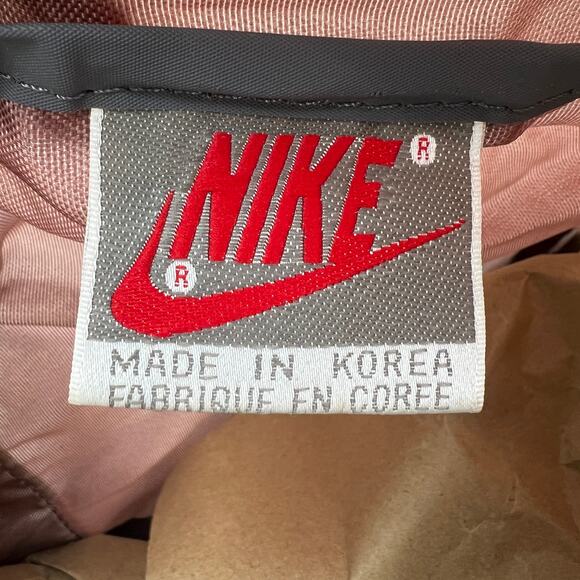 NIKE ®
®
MADE IN KOREA
FABRIQUE EN COREE